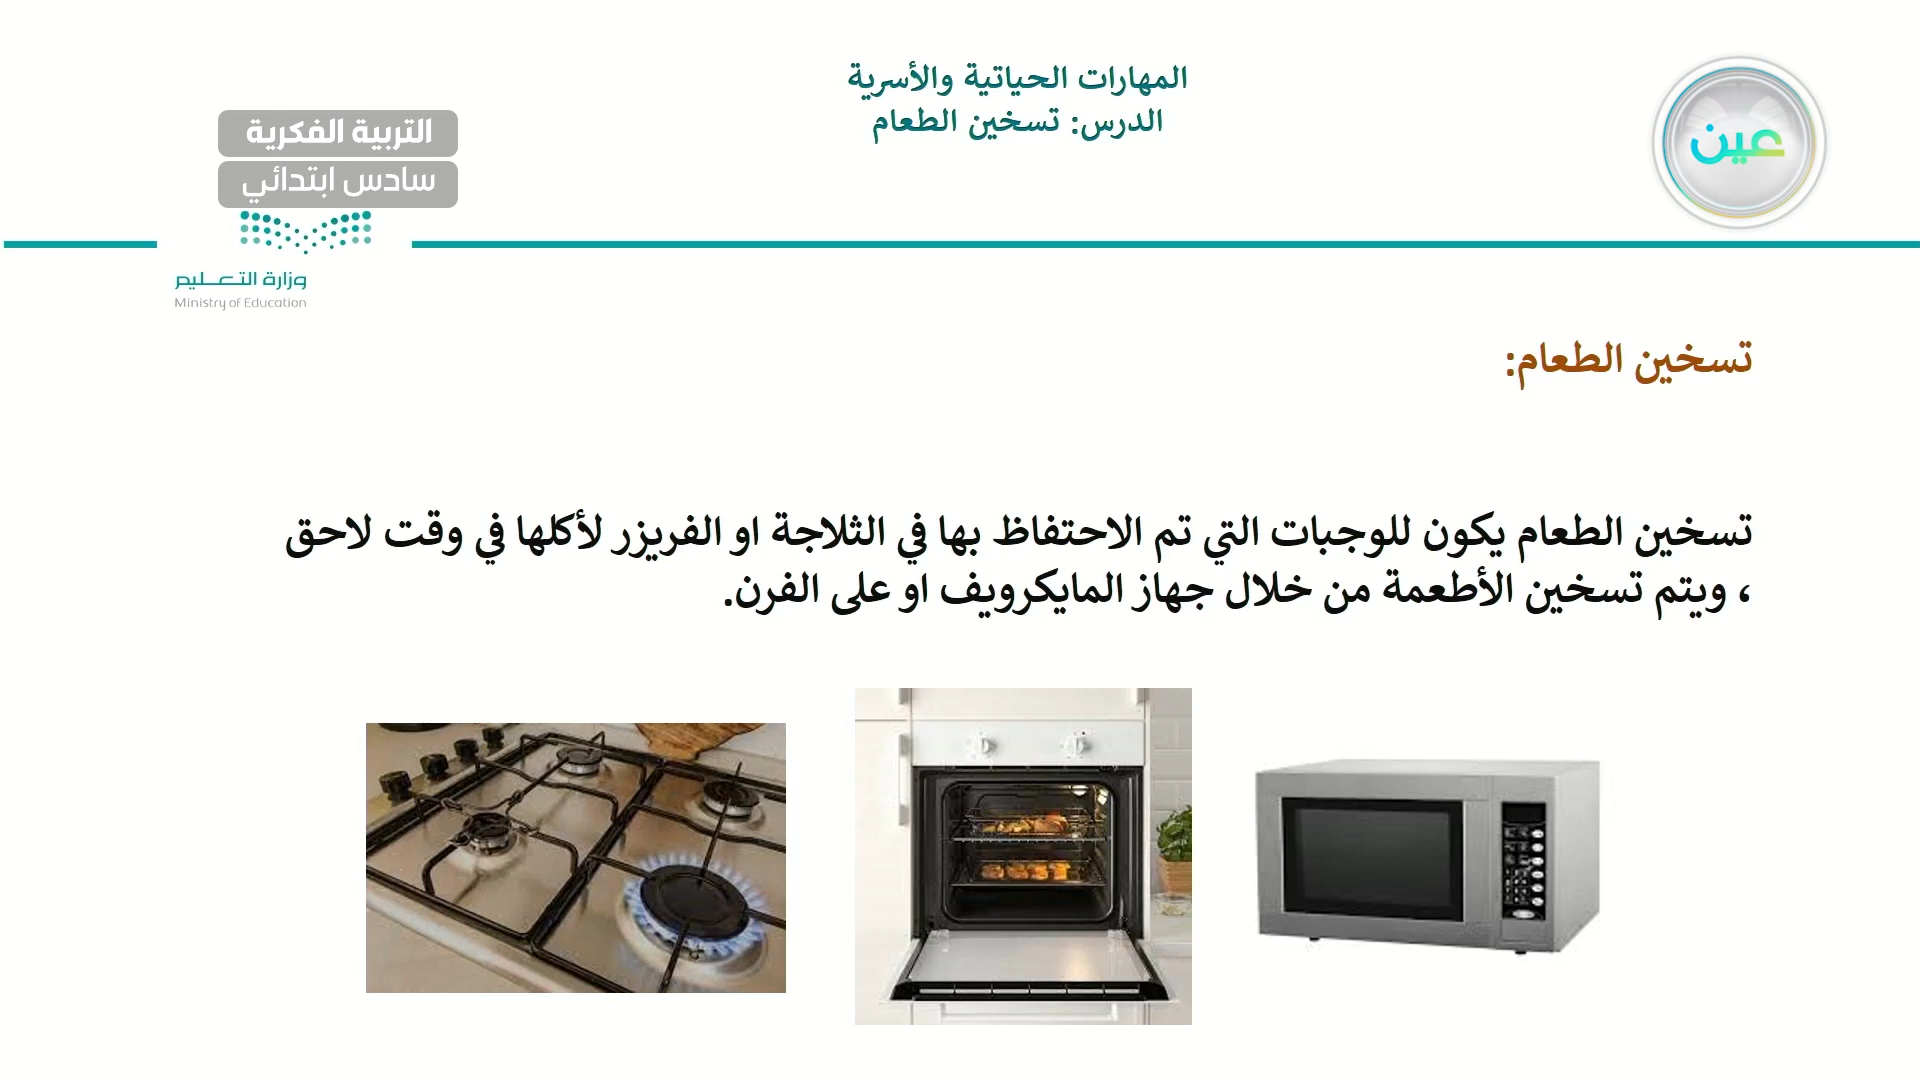 المهارات الحياتية والأسرية
الدرس: تسخين الطعام
عين
التربية الفكرية
سادس ابتدائي
وزارة التعليم
Ministry of Education
تسخين الطعام:
تسخين الطعام يكون للوجبات التي تم الاحتفاظ بها في الثلاجة او الفريزر لأكلها في وقت لاحق
، ويتم تسخين الأطعمة من خلال جهاز المايكرويف او على الفرن.